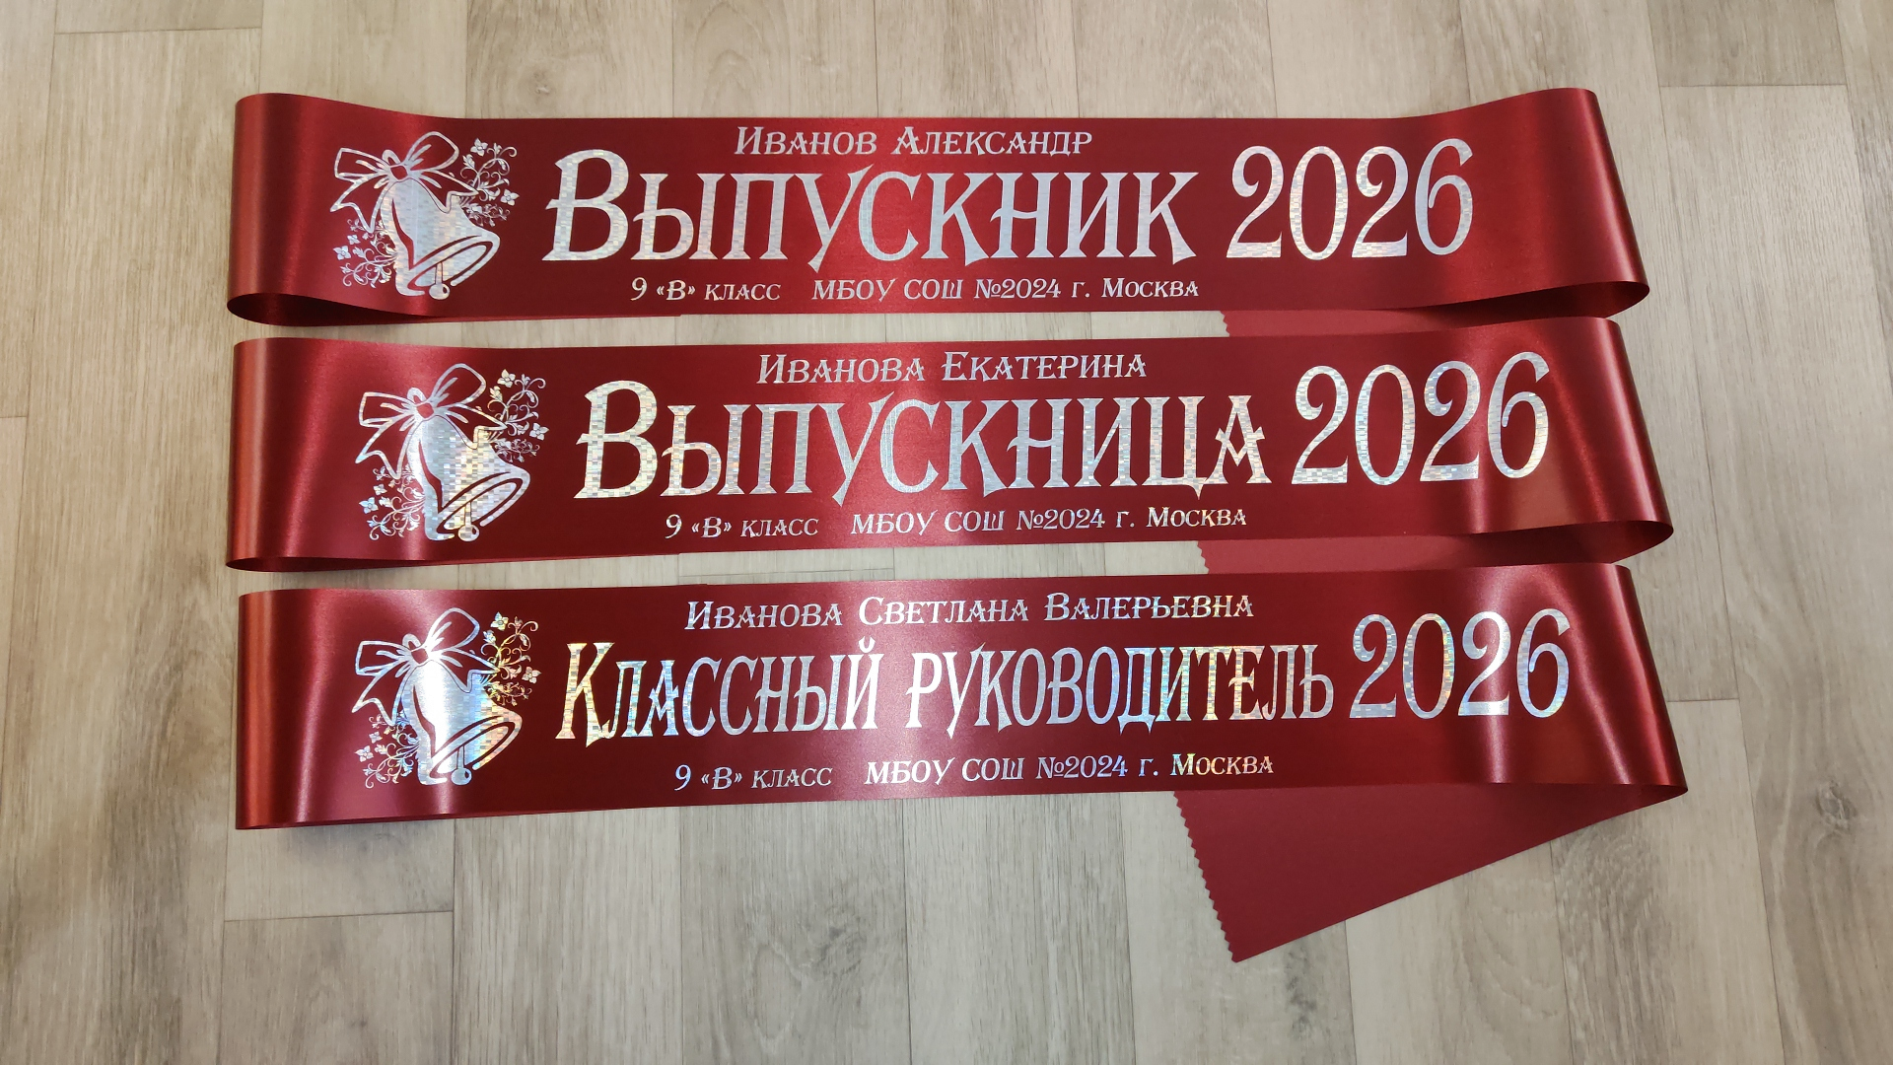 Иванов Александр
Выпускник 2026
9 «В» класс МБОУ СОШ №2024 г. Москва
Иванова Екатерина
Выпускница 2026
9 «В» класс МБОУ СОШ №2024 г. Москва
Иванова Светлана Валерьевна
Классный руководитель 2026
9 «В» класс МБОУ СОШ №2024 г. Москва